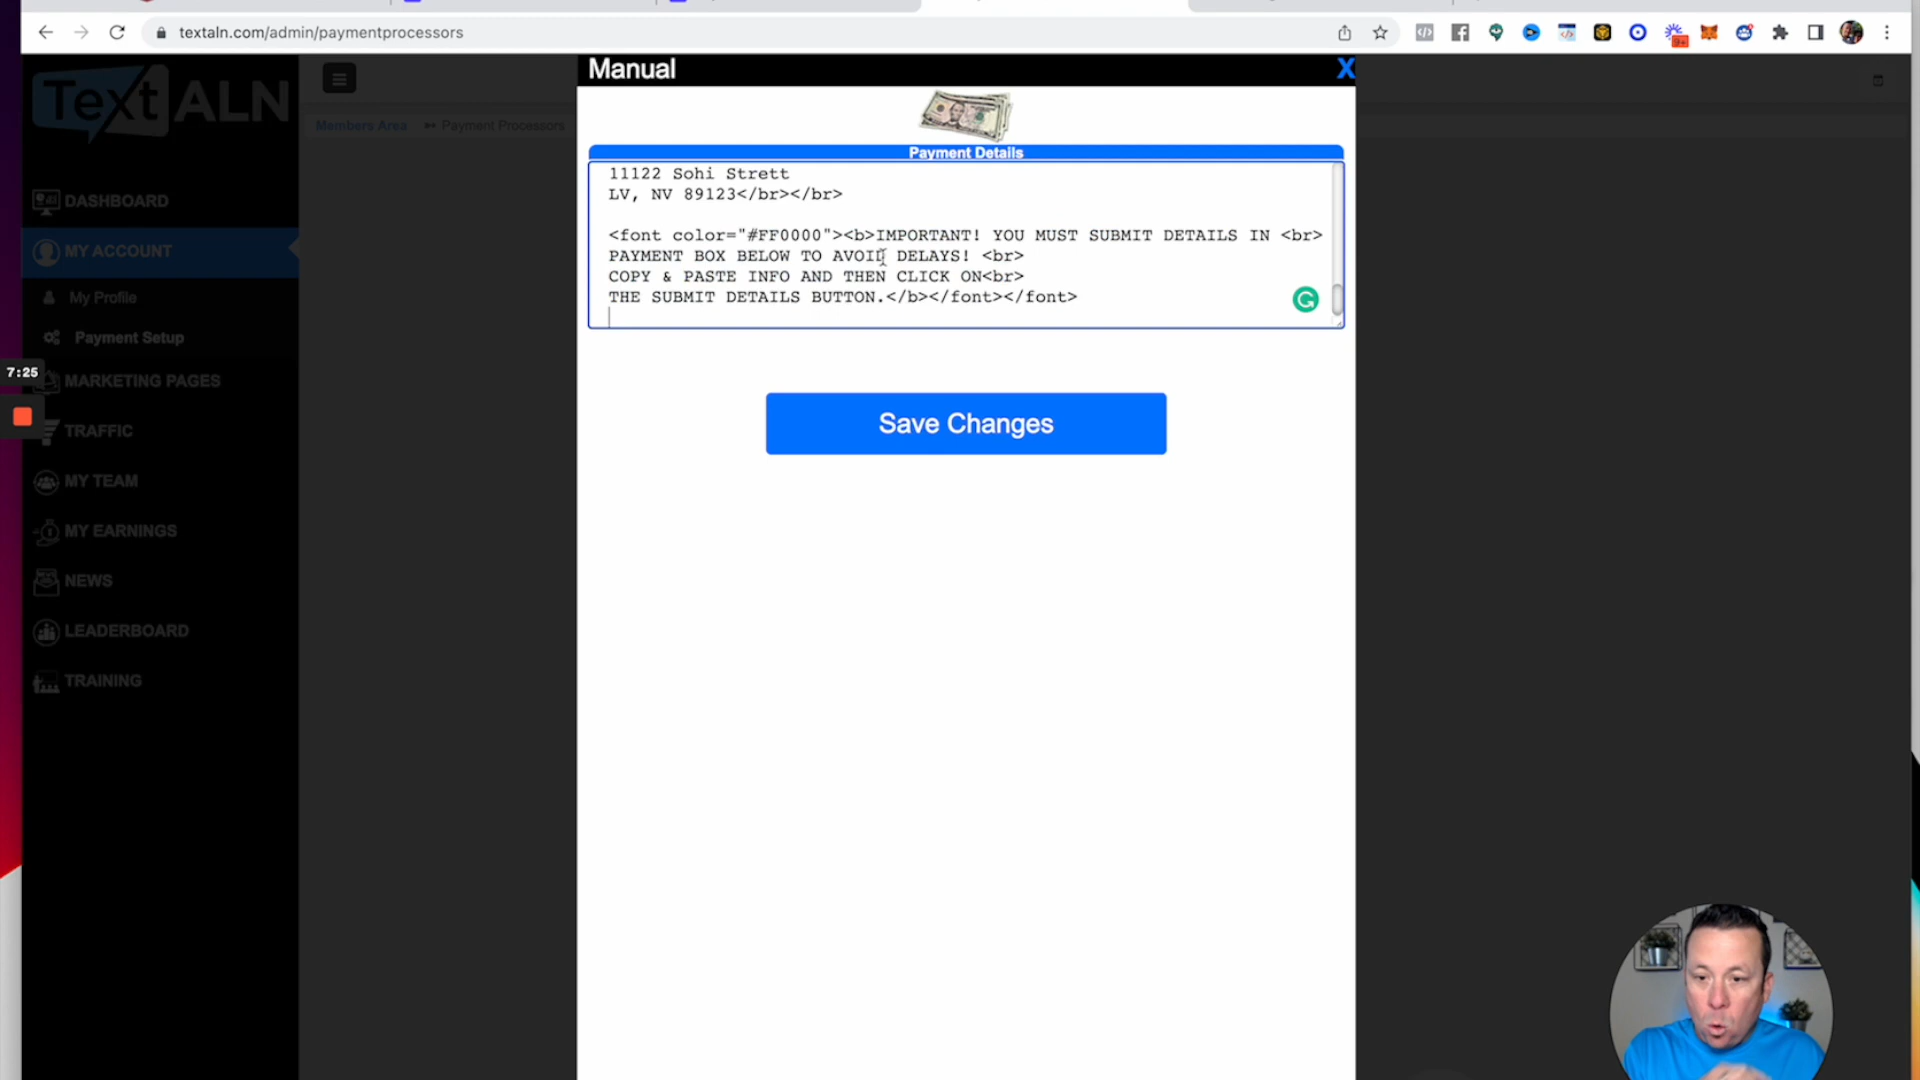 textaln.com/admin/paymentprocessors
9+
Manual
X
Text ALN
Members Area
Payment Processors
Payment Details
11122 Sohi Strett
LV, NV 89123</br></br>
<font color="#FF0000"><b>IMPORTANT! YOU MUST SUBMIT DETAILS IN <br>
PAYMENT BOX BELOW TO AVOID DELAYS! <br>
COPY & PASTE INFO AND THEN CLICK ON<br>
THE SUBMIT DETAILS BUTTON.</b></font></font>
Save Changes
DASHBOARD
MY ACCOUNT
My Profile
Payment Setup
7:25
MARKETING PAGES
TRAFFIC
MY TEAM
MY EARNINGS
NEWS
LEADERBOARD
TRAINING